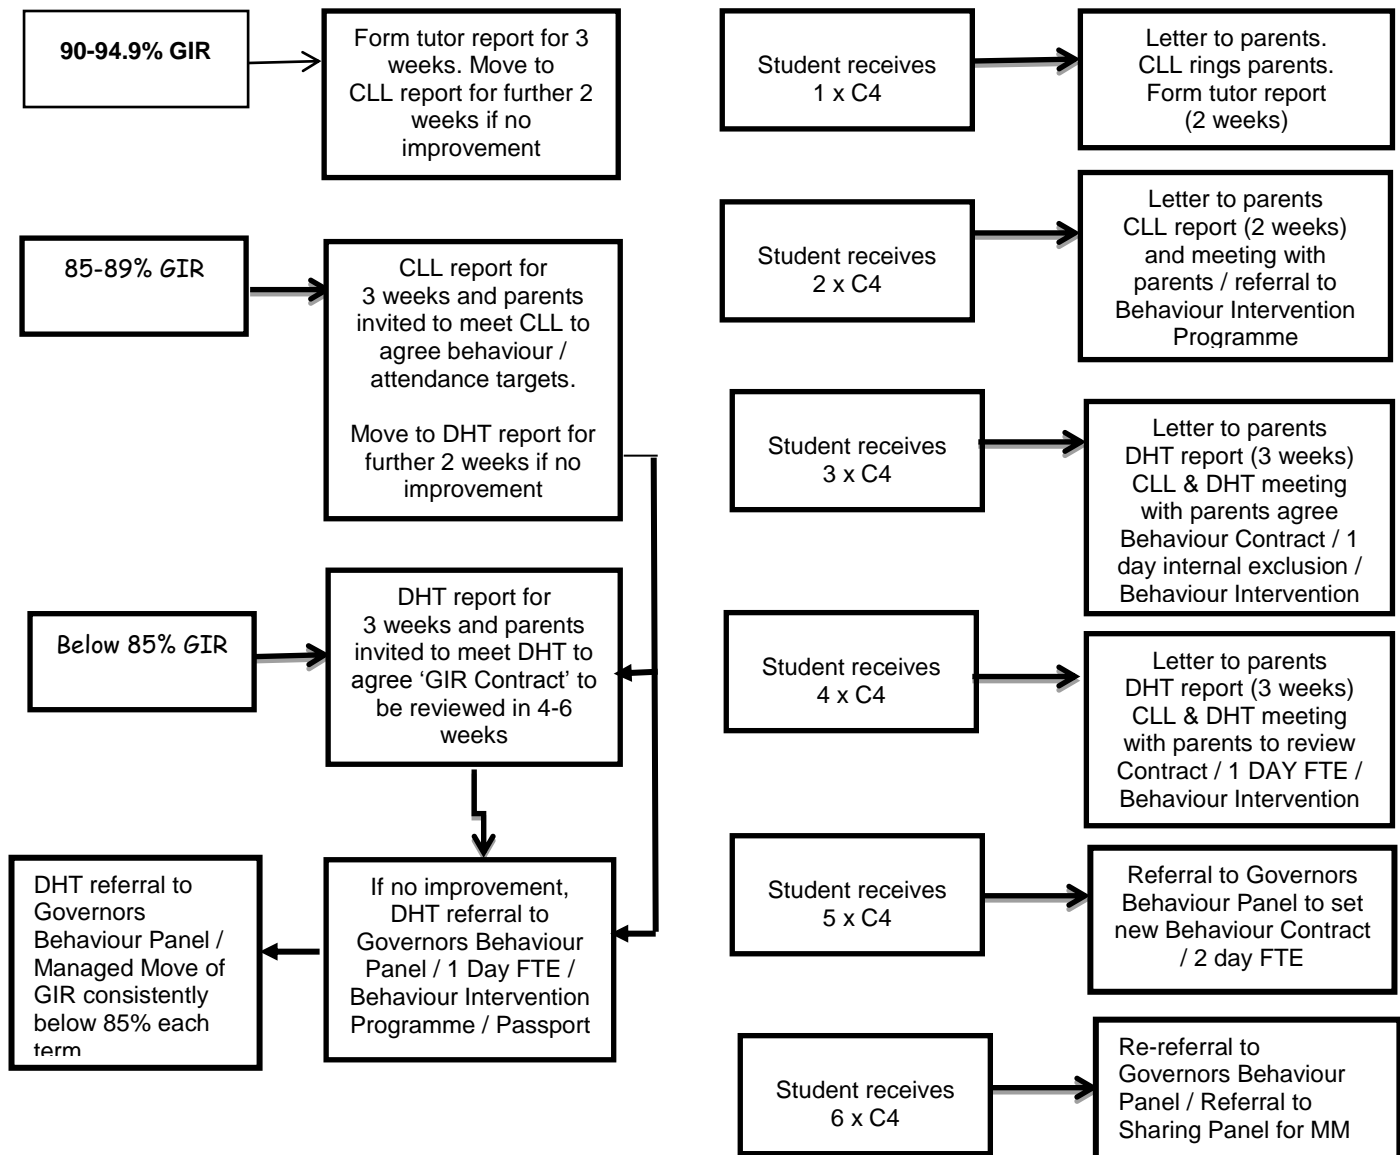 90-94.9% GIR
Form tutor report for 3
weeks. Move to
CLL report for further 2
weeks if no
improvement
85-89% GIR
CLL report for
3 weeks and parents
invited to meet CLL to
agree behaviour /
attendance targets.
Move to DHT report for
further 2 weeks if no
improvement
Below 85% GIR
DHT report for
3 weeks and parents
invited to meet DHT to
agree ‘GIR Contract’ to
be reviewed in 4-6
weeks
DHT referral to
Governors
Behaviour Panel /
Managed Move of
GIR consistently
below 85% each
term
If no improvement,
DHT referral to
Governors Behaviour
Panel / 1 Day FTE /
Behaviour Intervention
Programme / Passport
Student receives
1 x C4
Letter to parents.
CLL rings parents.
Form tutor report
(2 weeks)
Student receives
2 x C4
Letter to parents
CLL report (2 weeks)
and meeting with
parents / referral to
Behaviour Intervention
Programme
Student receives
3 x C4
Letter to parents
DHT report (3 weeks)
CLL & DHT meeting
with parents agree
Behaviour Contract / 1
day internal exclusion /
Behaviour Intervention
Student receives
4 x C4
Letter to parents
DHT report (3 weeks)
CLL & DHT meeting
with parents to review
Contract / 1 DAY FTE /
Behaviour Intervention
Student receives
5 x C4
Referral to Governors
Behaviour Panel to set
new Behaviour Contract
/ 2 day FTE
Student receives
6 x C4
Re-referral to
Governors Behaviour
Panel / Referral to
Sharing Panel for MM